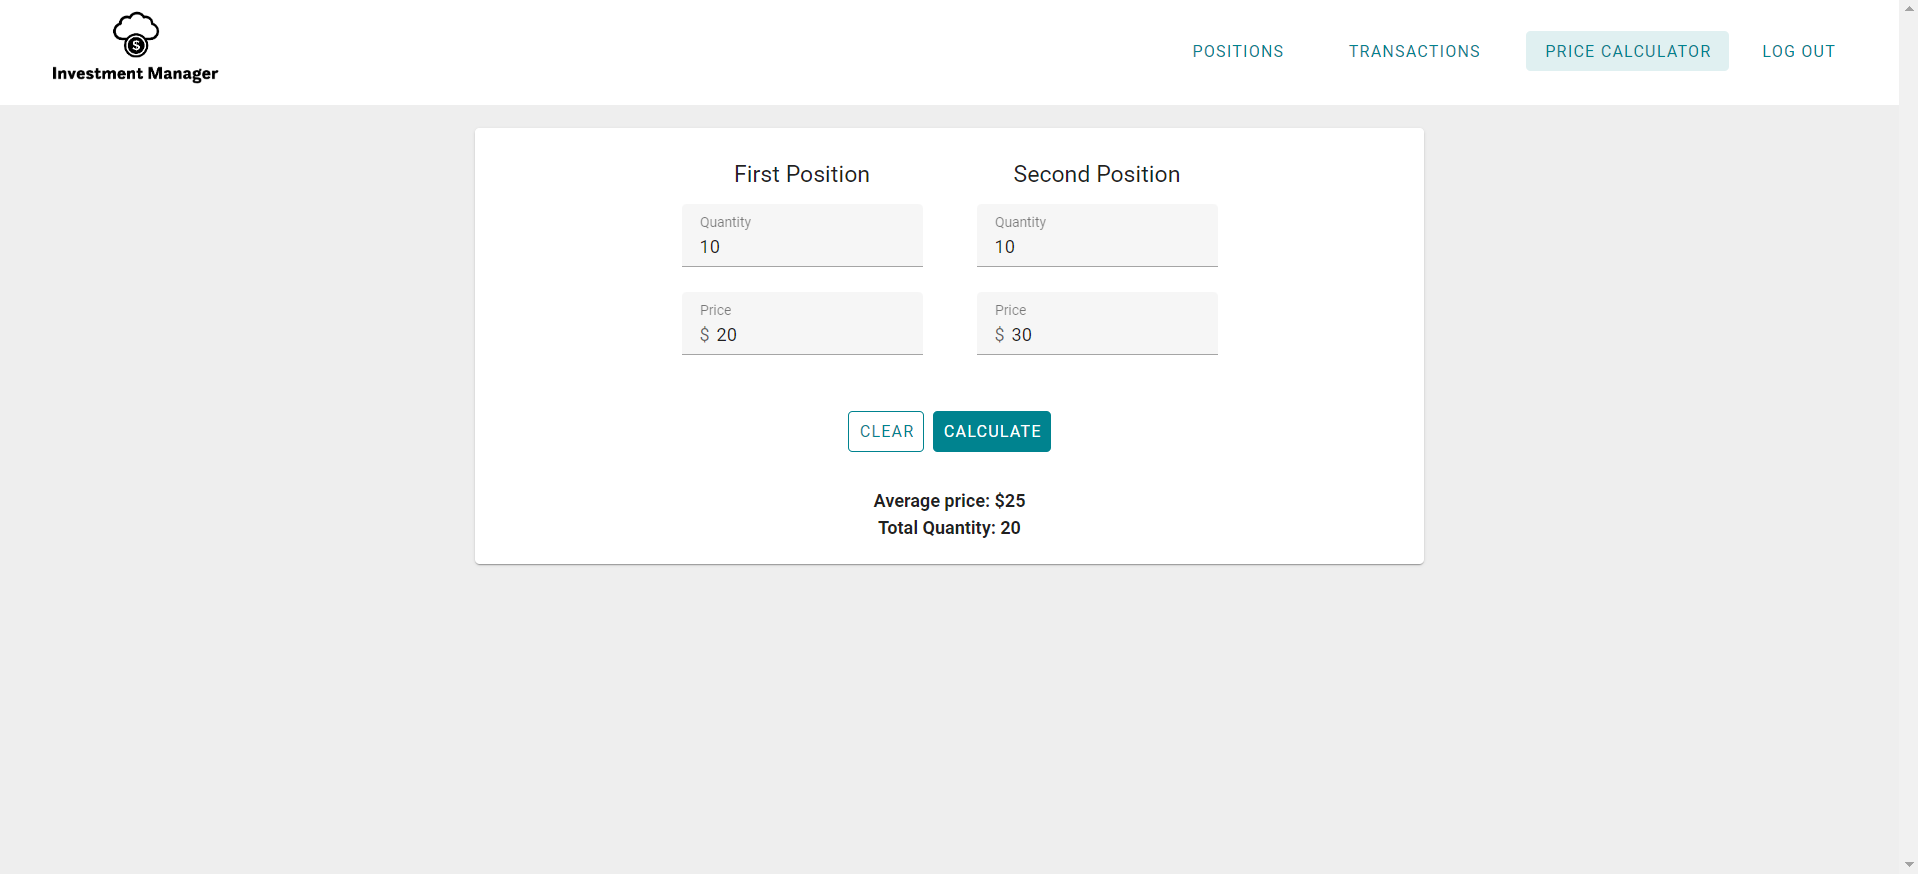 $
Investment Manager
POSITIONS
TRANSACTIONS
PRICE CALCULATOR
LOG OUT
First Position
Second Position
Quantity
10
Quantity
10
Price
$ 20
Price
$ 30
CLEAR
CALCULATE
Average price: $25
Total Quantity: 20